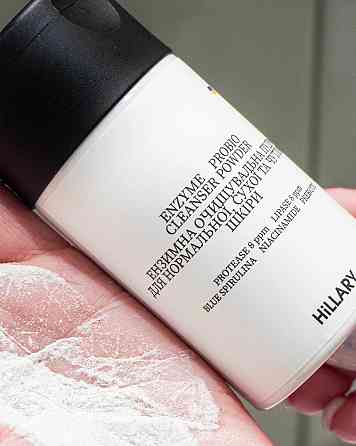 ENZYME PROBIO
CLEANSER POWDER
ЕНЗИМНА ОЧИЩУВАЛЬНА
ДЛЯ НОРМАЛЬНОЇ, СУХОЇ ТА
ШКІРИ
PROTEASE 8 ppm LIPASE 8 ppm
BLUE SPIRULINA NIACINAMIDE
HiLLARY